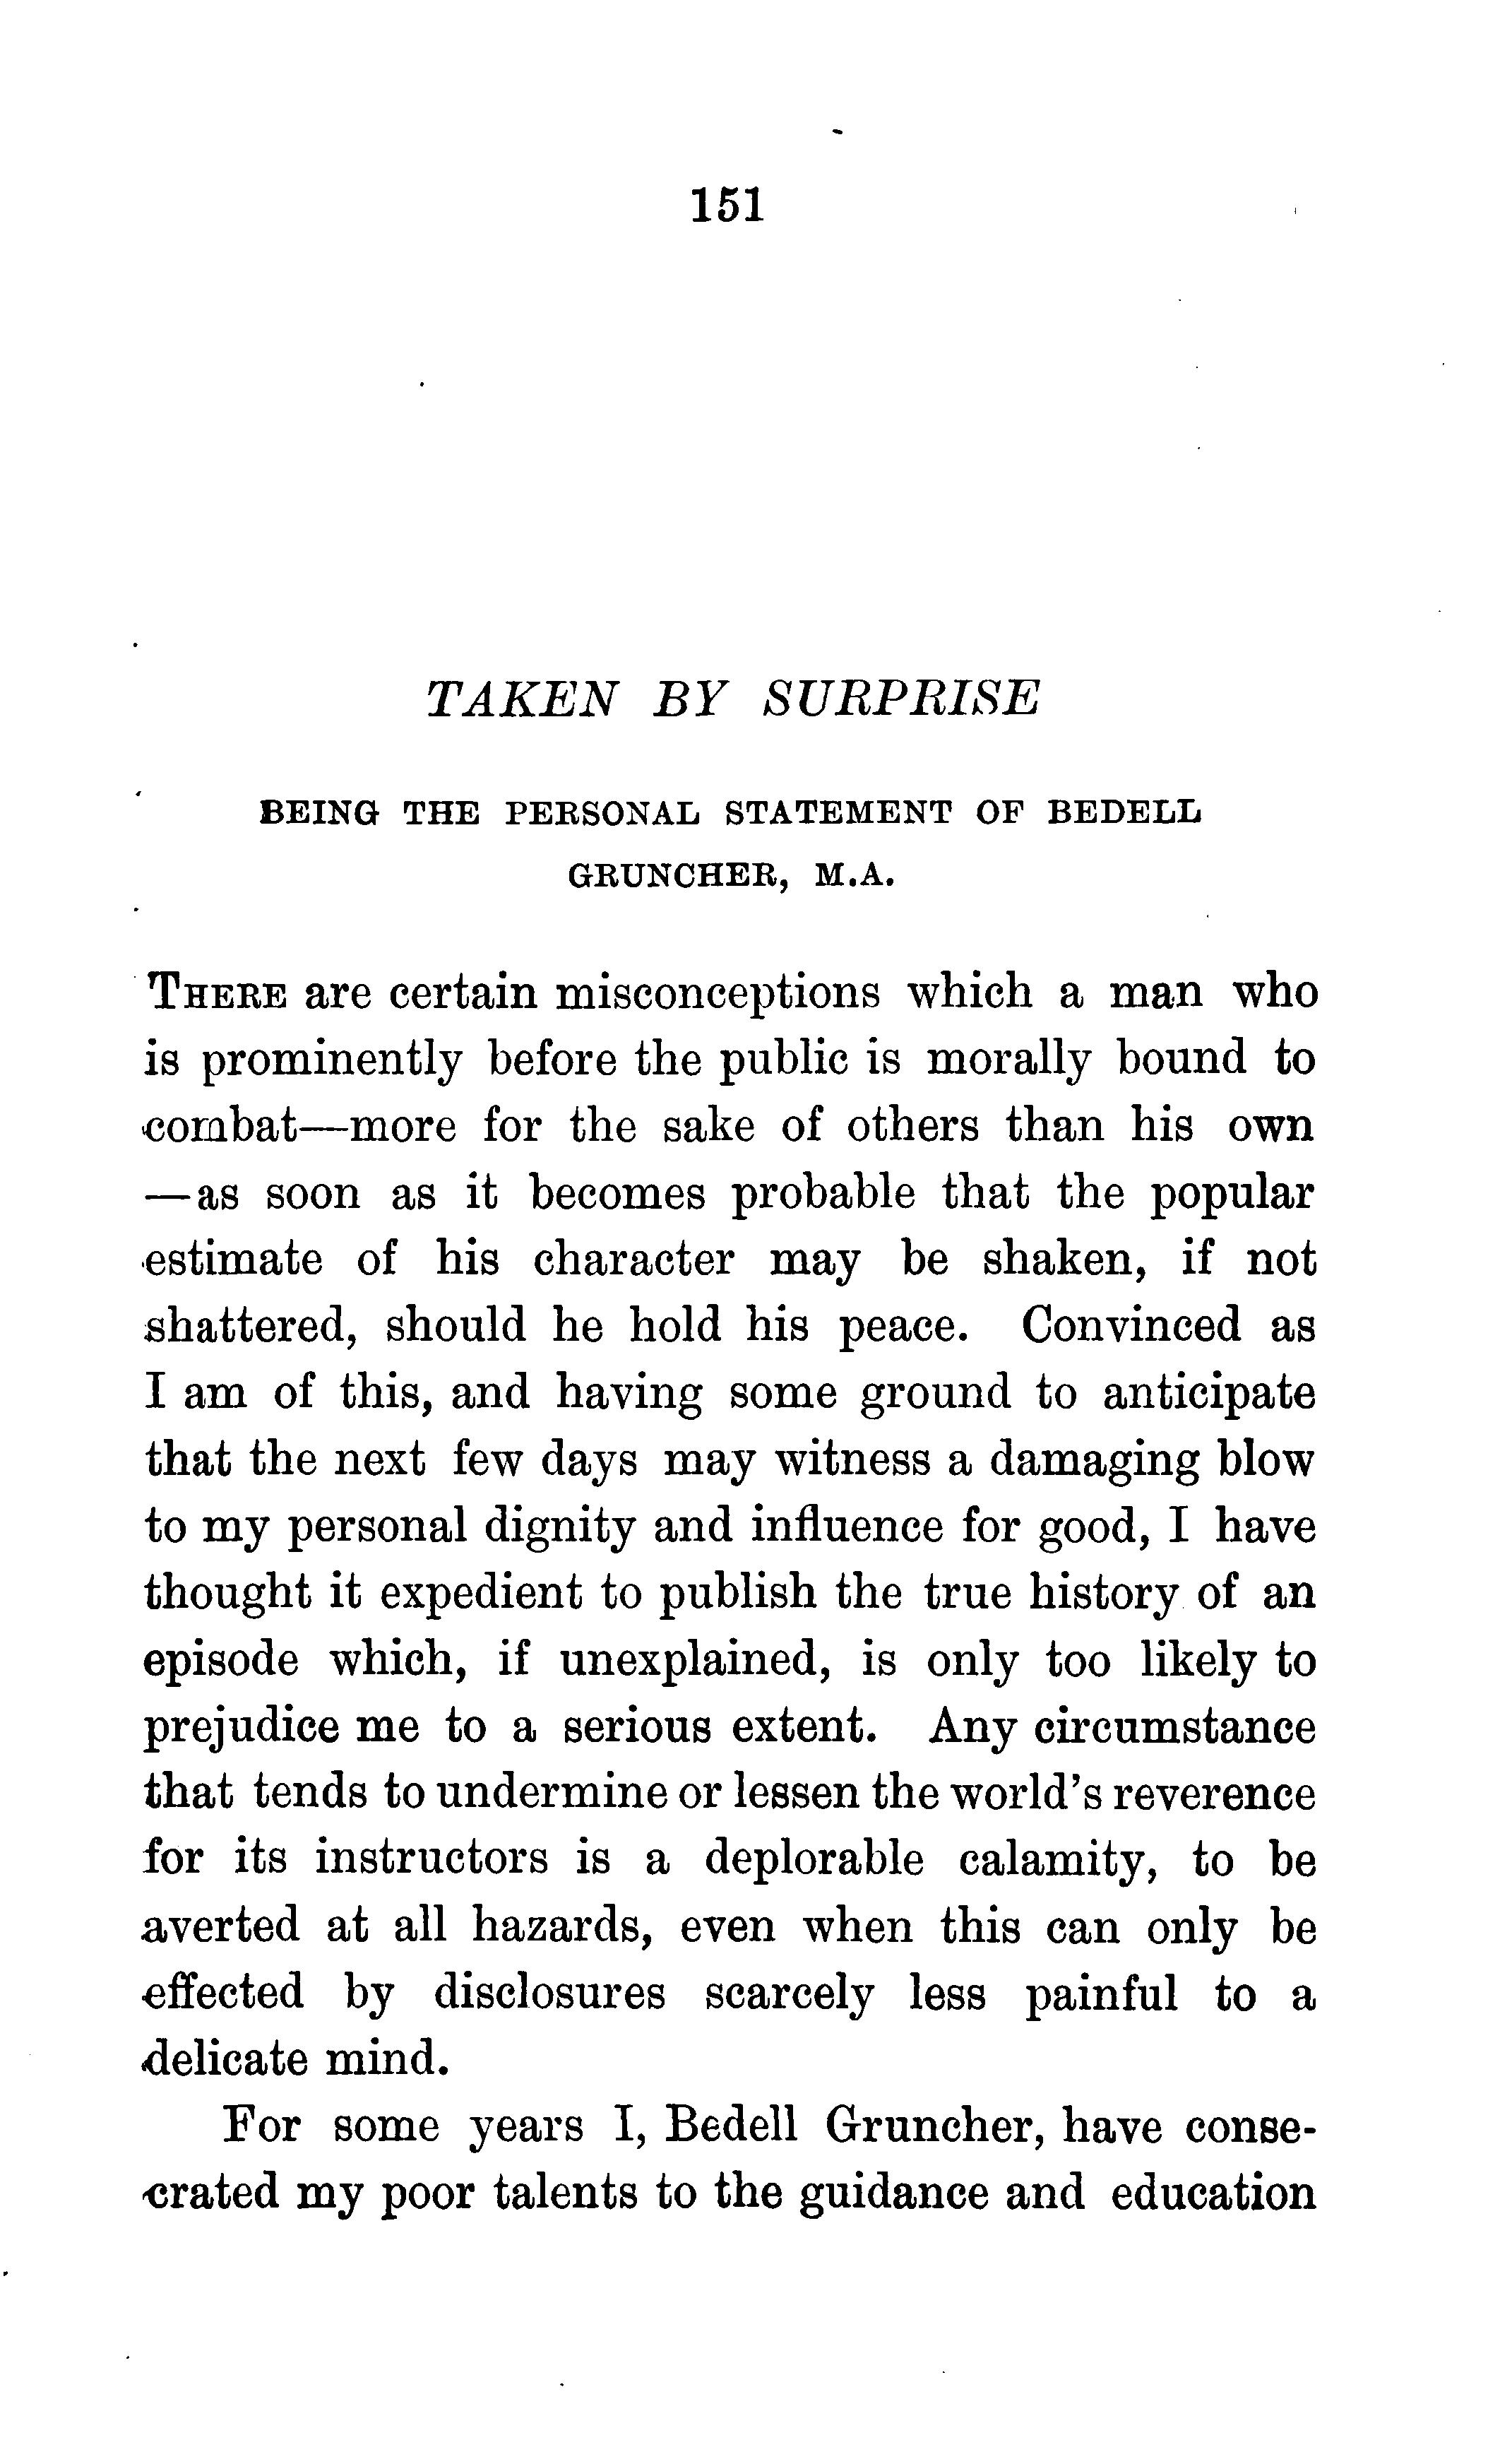 151
TAKEN BY SURPRISE
BEING THE PERSONAL STATEMENT OF BEDELL
GRUNCHER, M.A.
THERE are certain misconceptions which a man who
is prominently before the public is morally bound to
combat—more for the sake of others than his own
—as soon as it becomes probable that the popular
estimate of his character may be shaken, if not
shattered, should he hold his peace. Convinced as
I am of this, and having some ground to anticipate
that the next few days may witness a damaging blow
to my personal dignity and influence for good, I have
thought it expedient to publish the true history of an
episode which, if unexplained, is only too likely to
prejudice me to a serious extent. Any circumstance
that tends to undermine or lessen the world's reverence
for its instructors is a deplorable calamity, to be
averted at all hazards, even when this can only be
effected by disclosures scarcely less painful to a
delicate mind.
For some years I, Bedell Gruncher, have conse-
crated my poor talents to the guidance and education